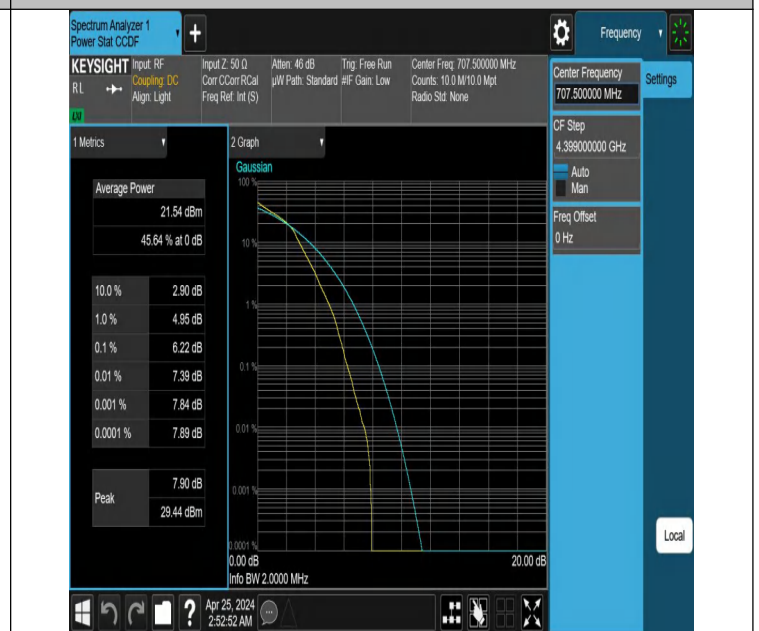 Spectrum Analyzer 1
Power Stat CCDF
+
Frequency
KEYSIGHT
RL
LXI
Input: RF
Coupling: DC
Align: Light
Input Z: 50 Ω
Corr CCorr RCal
Freq Ref: Int (S)
Atten: 46 dB
µW Path: Standard
Trig: Free Run
#IF Gain: Low
Center Freq: 707.500000 MHz
Counts: 10.0 M/10.0 Mpt
Radio Std: None
Center Frequency
707.500000 MHz
Settings
CF Step
4.399000000 GHz
Auto
Man
Freq Offset
0 Hz
1 Metrics
Average Power
21.54 dBm
45.64 % at 0 dB
10.0 % 2.90 dB
1.0 % 4.95 dB
0.1 % 6.22 dB
0.01 % 7.39 dB
0.001 % 7.84 dB
0.0001 % 7.89 dB
Peak
7.90 dB
29.44 dBm
2 Graph
Gaussian
100 %
10 %
1 %
0.1 %
0.01 %
0.001 %
0.0001 %
0.00 dB 20.00 dB
Info BW 2.0000 MHz
Local
?
Apr 25, 2024
2:52:52 AM